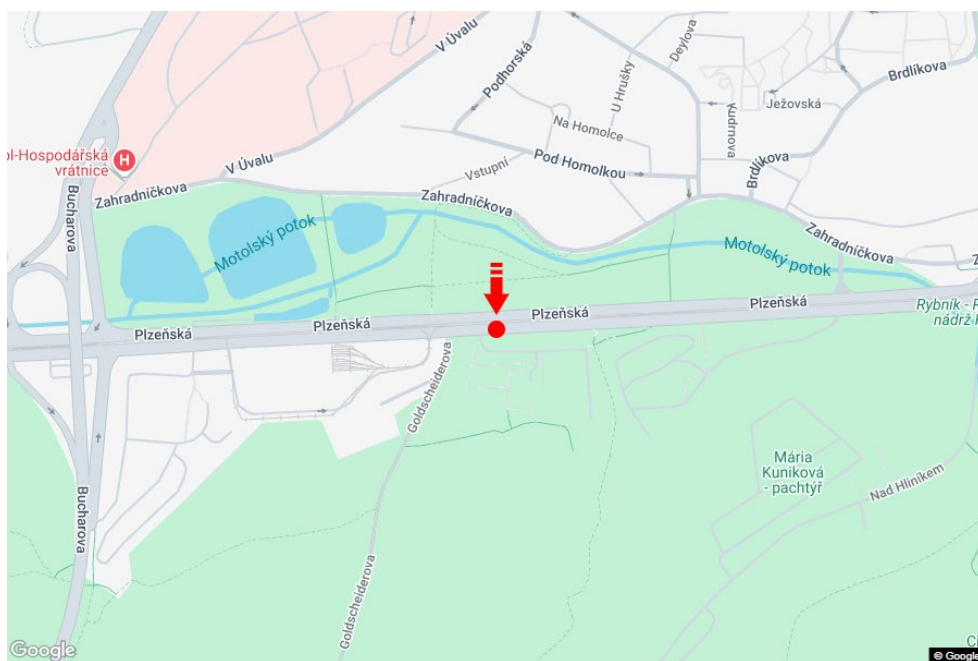 V Úvalu
Podhorská
U Hrušky
Deylova
Brdlíkova
Ježovská
Kudrnova
Na Homolce
ol-Hospodářská
vrátnice
H
Bucharova
V Úvalu
Vstupní
Pod Homolkou
Brdlíkova
Zahradníčkova
Zahradníčkova
Zahradníčkova
Motolský potok
Motolský potok
Z
Plzeňská
Plzeňská
Plzeňská
Plzeňská
Rybník - R
nádrž
Goldscheiderova
Mária
Kuniková
- pachtýř
Nad Hliníkem
Bucharova
Goldscheiderova
Google
© Google